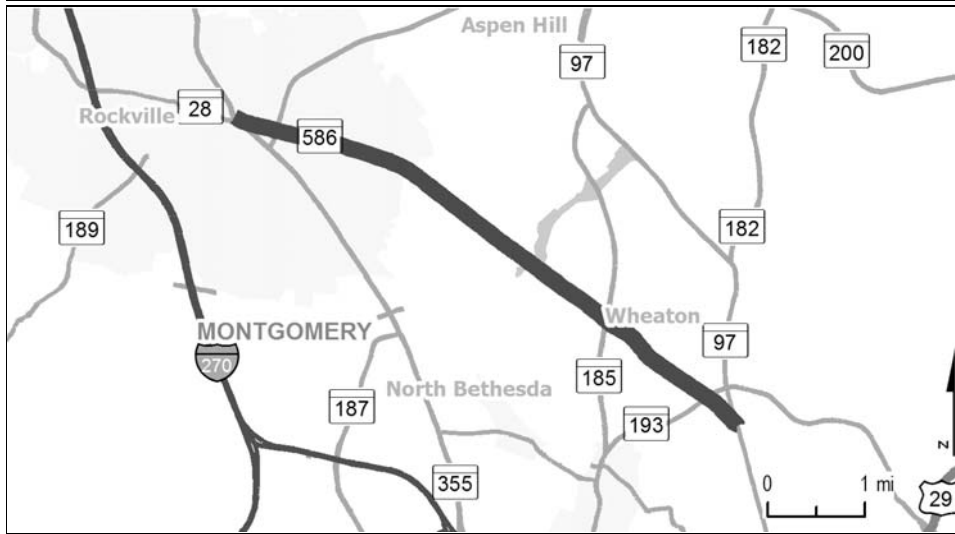 Aspen Hill
97
182
200
Rockville
28
586
189
182
MONTGOMERY
270
Wheaton
97
North Bethesda
185
187
193
355
0 1 mi
N
29